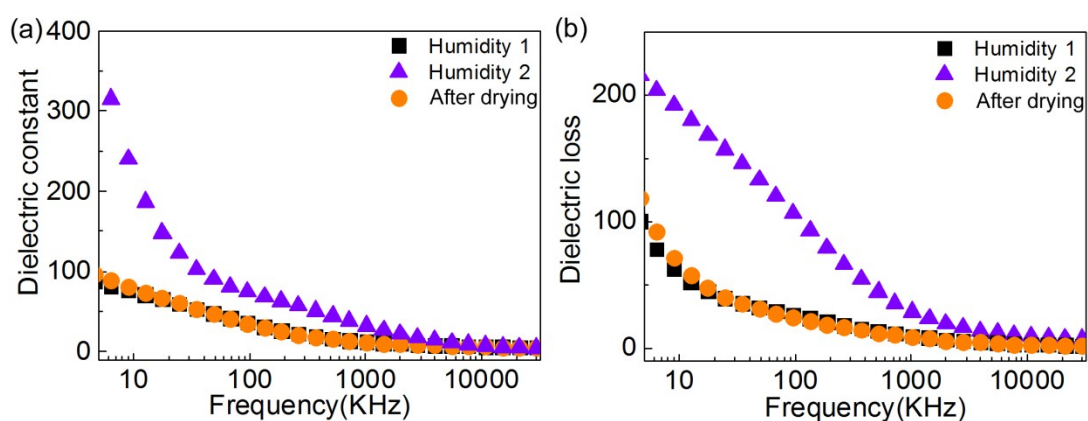 (a)
400
300
200
100
0
Dielectric constant
Humidity 1
Humidity 2
After drying
10 100 1000 10000
Frequency(KHz)
(b)
200
100
0
Dielectric loss
Humidity 1
Humidity 2
After drying
10 100 1000 10000
Frequency(KHz)